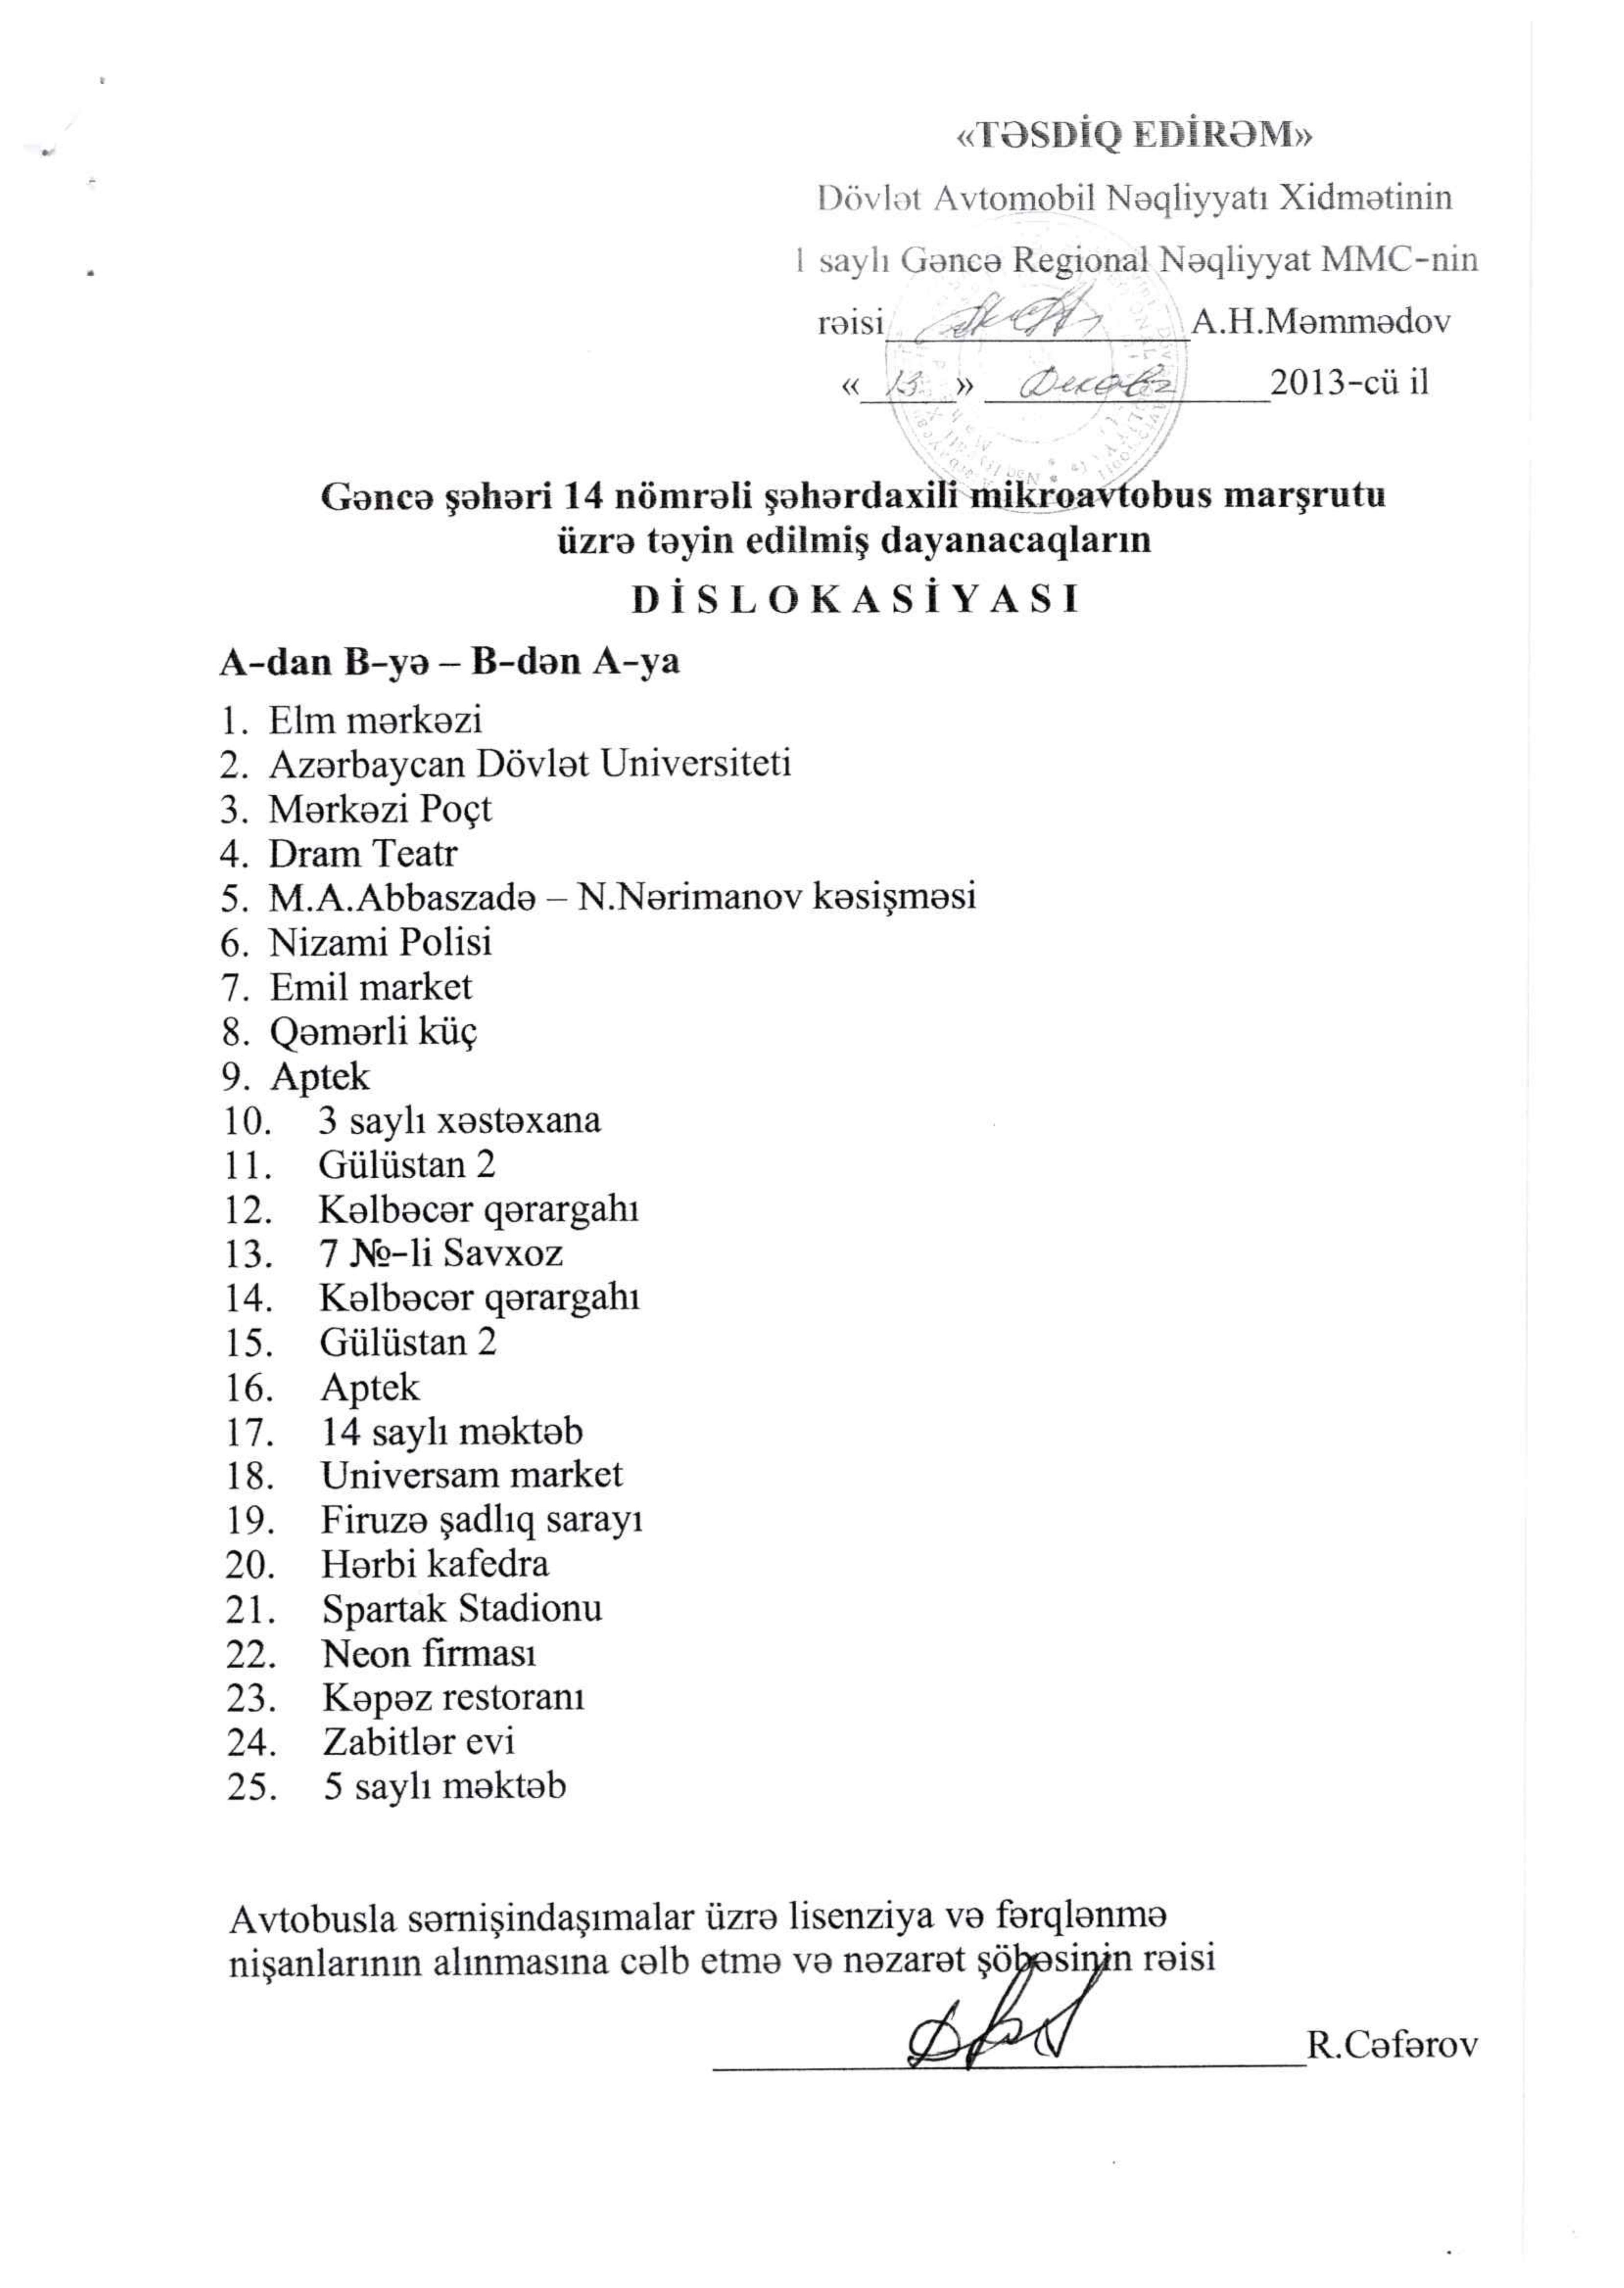 «TƏSDİQ EDİRƏM»
Dövlət Avtomobil Nəqliyyatı Xidmətinin
1 saylı Gəncə Regional Nəqliyyat MMC-nin
rəisi A.H.Məmmədov
« 13 » 2013-cü il
Gəncə şəhəri 14 nömrəli şəhərdaxili mikroavtobus marşrutu
üzrə təyin edilmiş dayanacaqların
DİSLOKASİYASI
A-dan B-yə – B-dən A-ya
1. Elm mərkəzi
2. Azərbaycan Dövlət Universiteti
3. Mərkəzi Poçt
4. Dram Teatr
5. M.A.Abbaszadə – N.Nərimanov kəsişməsi
6. Nizami Polisi
7. Emil market
8. Qəmərli küç
9. Aptek
10. 3 saylı xəstəxana
11. Gülüstan 2
12. Kəlbəcər qərargahı
13. 7 №-li Savxoz
14. Kəlbəcər qərargahı
15. Gülüstan 2
16. Aptek
17. 14 saylı məktəb
18. Universam market
19. Firuzə şadlıq sarayı
20. Hərbi kafedra
21. Spartak Stadionu
22. Neon firması
23. Kəpəz restoranı
24. Zabitlər evi
25. 5 saylı məktəb
Avtobusla sərnişindaşımalar üzrə lisenziya və fərqlənmə
nişanlarının alınmasına cəlb etmə və nəzarət şöbəsinin rəisi
R.Cəfərov